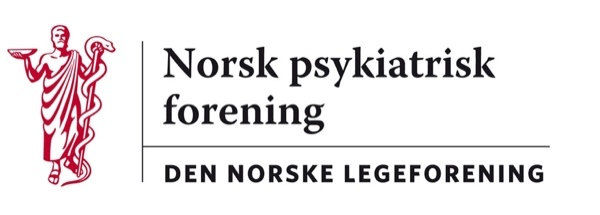 Norsk psykiatrisk
forening
DEN NORSKE LEGEFORENING